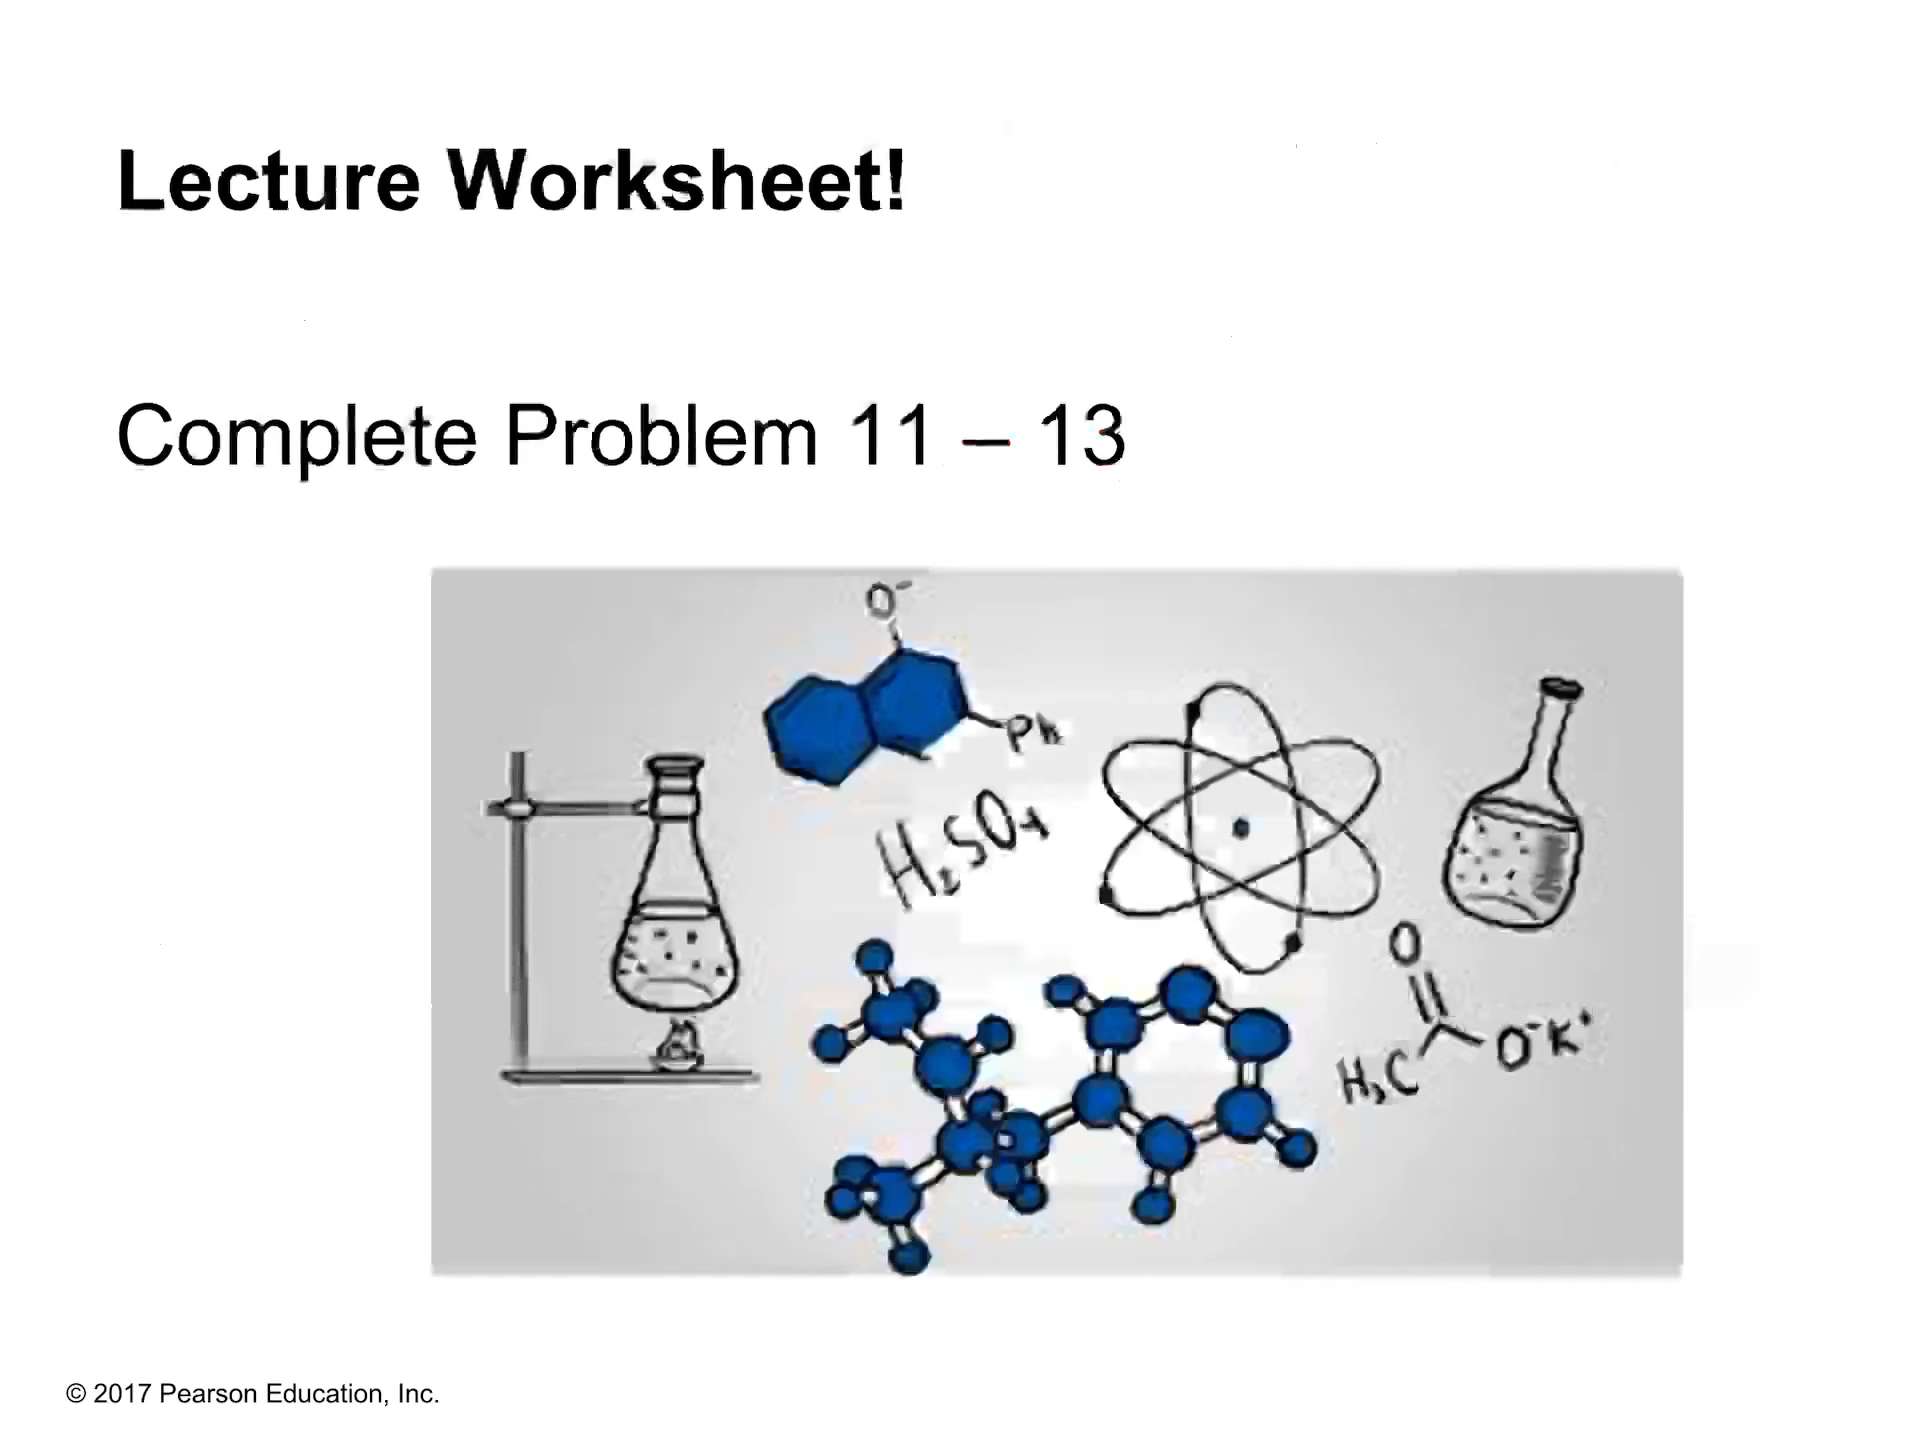 Lecture Worksheet!
Complete Problem 11 – 13
O⁻
Ph
H₂SO₄
O
H₃C
O⁻K⁺
© 2017 Pearson Education, Inc.